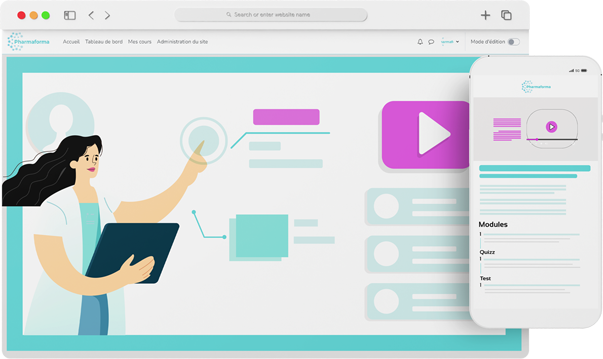 Search or enter website name
Pharmaforma
Accueil Tableau de bord Mes cours Administration du site
Mode d'édition
Pharmaforma
Modules
Quizz
Test